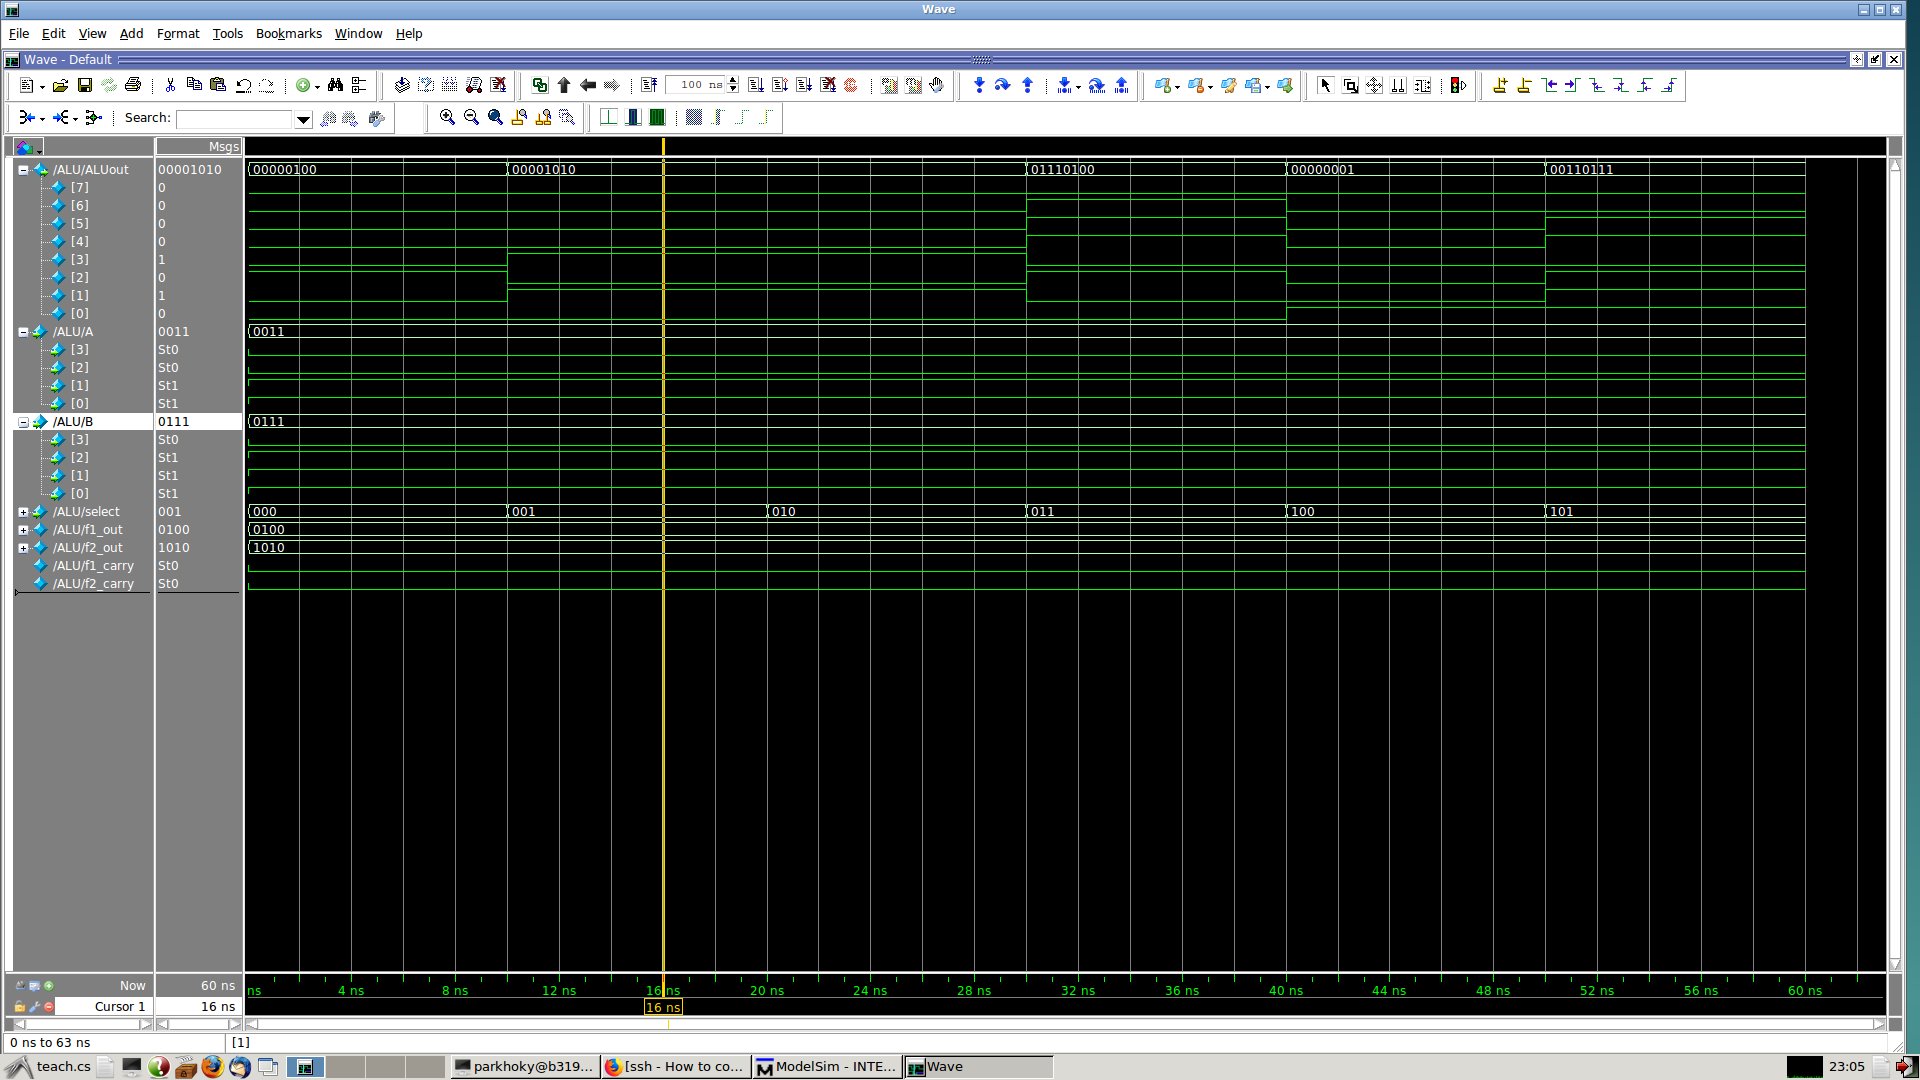 Wave
File Edit View Add Format Tools Bookmarks Window Help
Wave - Default
100 ns
Search:
Msgs
/ALU/ALUout 00001010 00000100 00001010 01110100 00000001 00110111
[7] 0
[6] 0
[5] 0
[4] 0
[3] 1
[2] 0
[1] 1
[0] 0
/ALU/A 0011 0011
[3] St0
[2] St0
[1] St1
[0] St1
/ALU/B 0111 0111
[3] St0
[2] St1
[1] St1
[0] St1
/ALU/select 001 000 001 010 011 100 101
/ALU/f1_out 0100 0100
/ALU/f2_out 1010 1010
/ALU/f1_carry St0
/ALU/f2_carry St0
Now 60 ns ns 4 ns 8 ns 12 ns 16 ns 20 ns 24 ns 28 ns 32 ns 36 ns 40 ns 44 ns 48 ns 52 ns 56 ns 60 ns
Cursor 1 16 ns 16 ns
0 ns to 63 ns [1]
teach.cs parkhoky@b319... [ssh - How to co... ModelSim - INTE... Wave 23:05